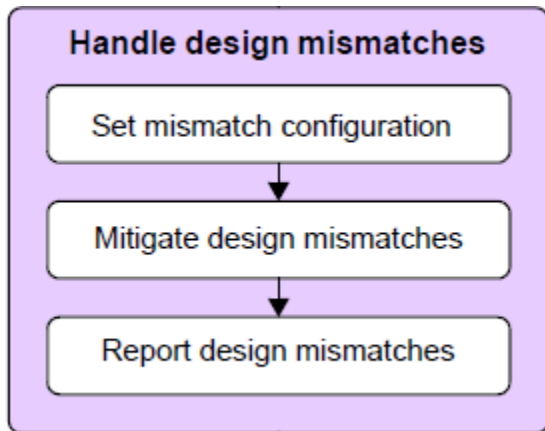 Handle design mismatches
Set mismatch configuration
Mitigate design mismatches
Report design mismatches